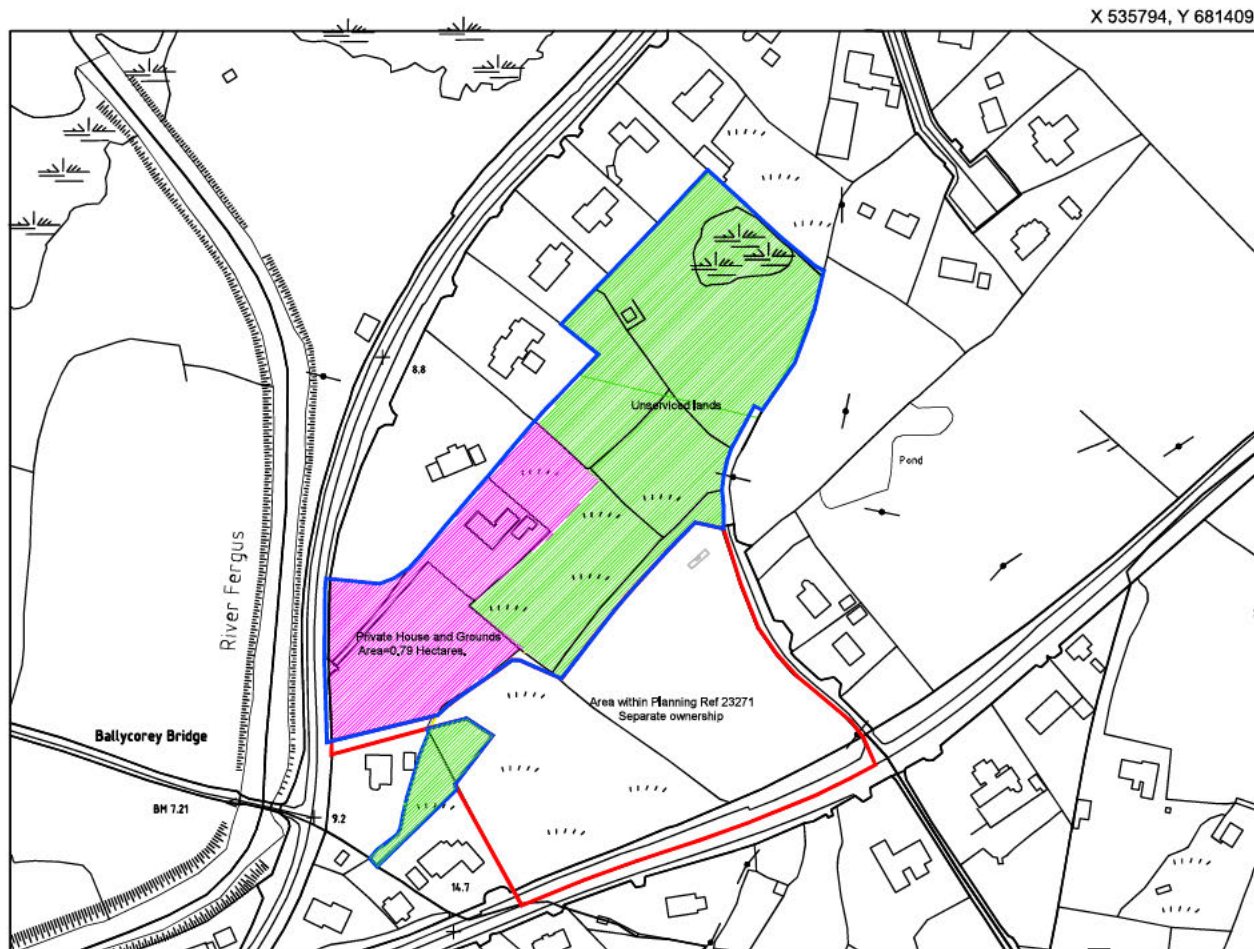 X 535794, Y 681409
8.8
Unserviced lands
Pond
River Fergus
Private House and Grounds
Area=0.79 Hectares.
Area within Planning Ref 23271
Separate ownership
Ballycorey Bridge
BM 7.21
9.2
14.7